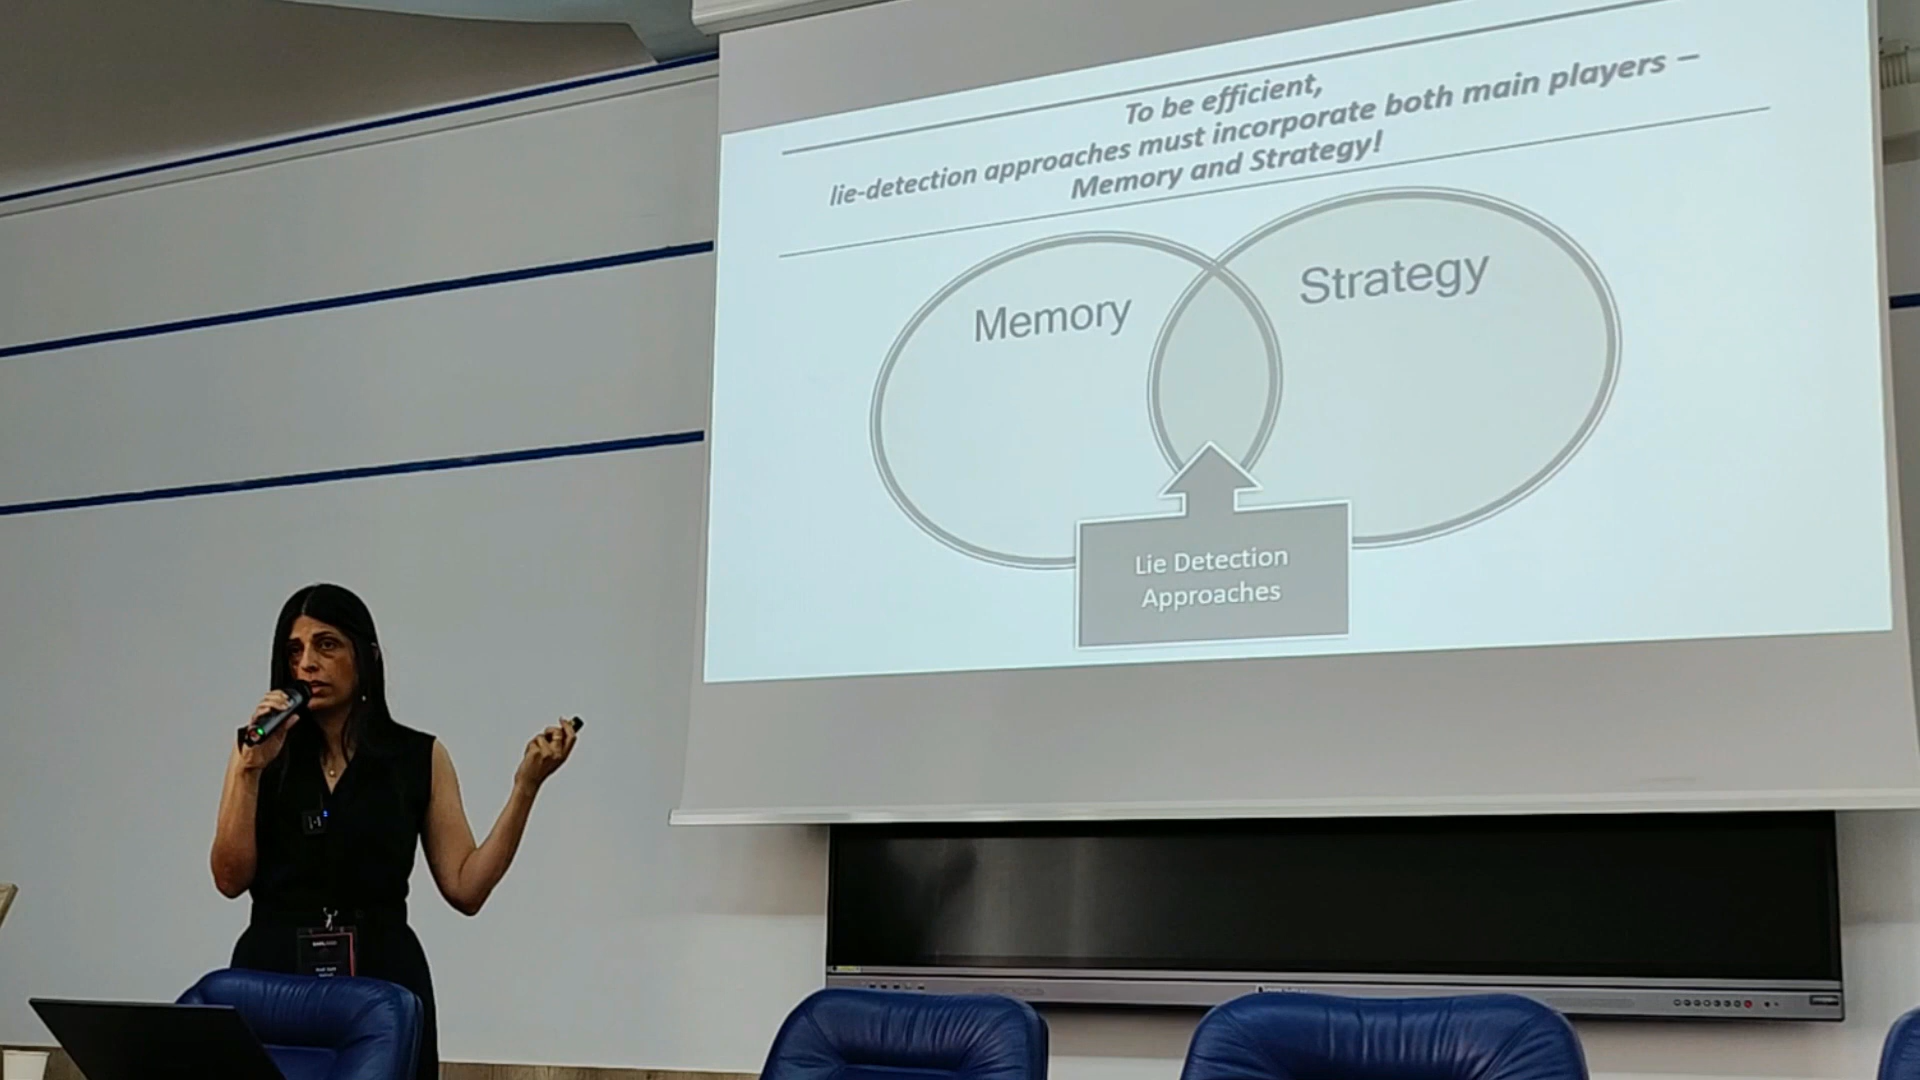 To be efficient,
lie-detection approaches must incorporate both main players –
Memory and Strategy!
Memory
Strategy
Lie Detection
Approaches